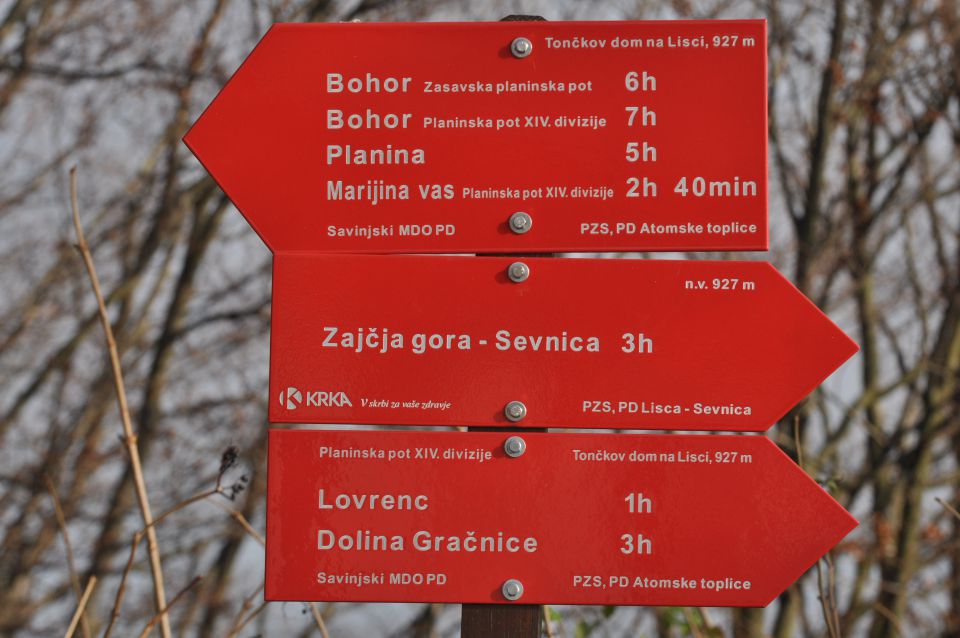 Tončkov dom na Lisci, 927 m
Bohor Zasavska planinska pot 6h
Bohor Planinska pot XIV. divizije 7h
Planina 5h
Marijina vas Planinska pot XIV. divizije 2h 40min
Savinjski MDO PD PZS, PD Atomske toplice
n.v. 927 m
Zajčja gora - Sevnica 3h
KRKA V skrbi za vaše zdravje PZS, PD Lisca - Sevnica
Planinska pot XIV. divizije Tončkov dom na Lisci, 927 m
Lovrenc 1h
Dolina Gračnice 3h
Savinjski MDO PD PZS, PD Atomske toplice